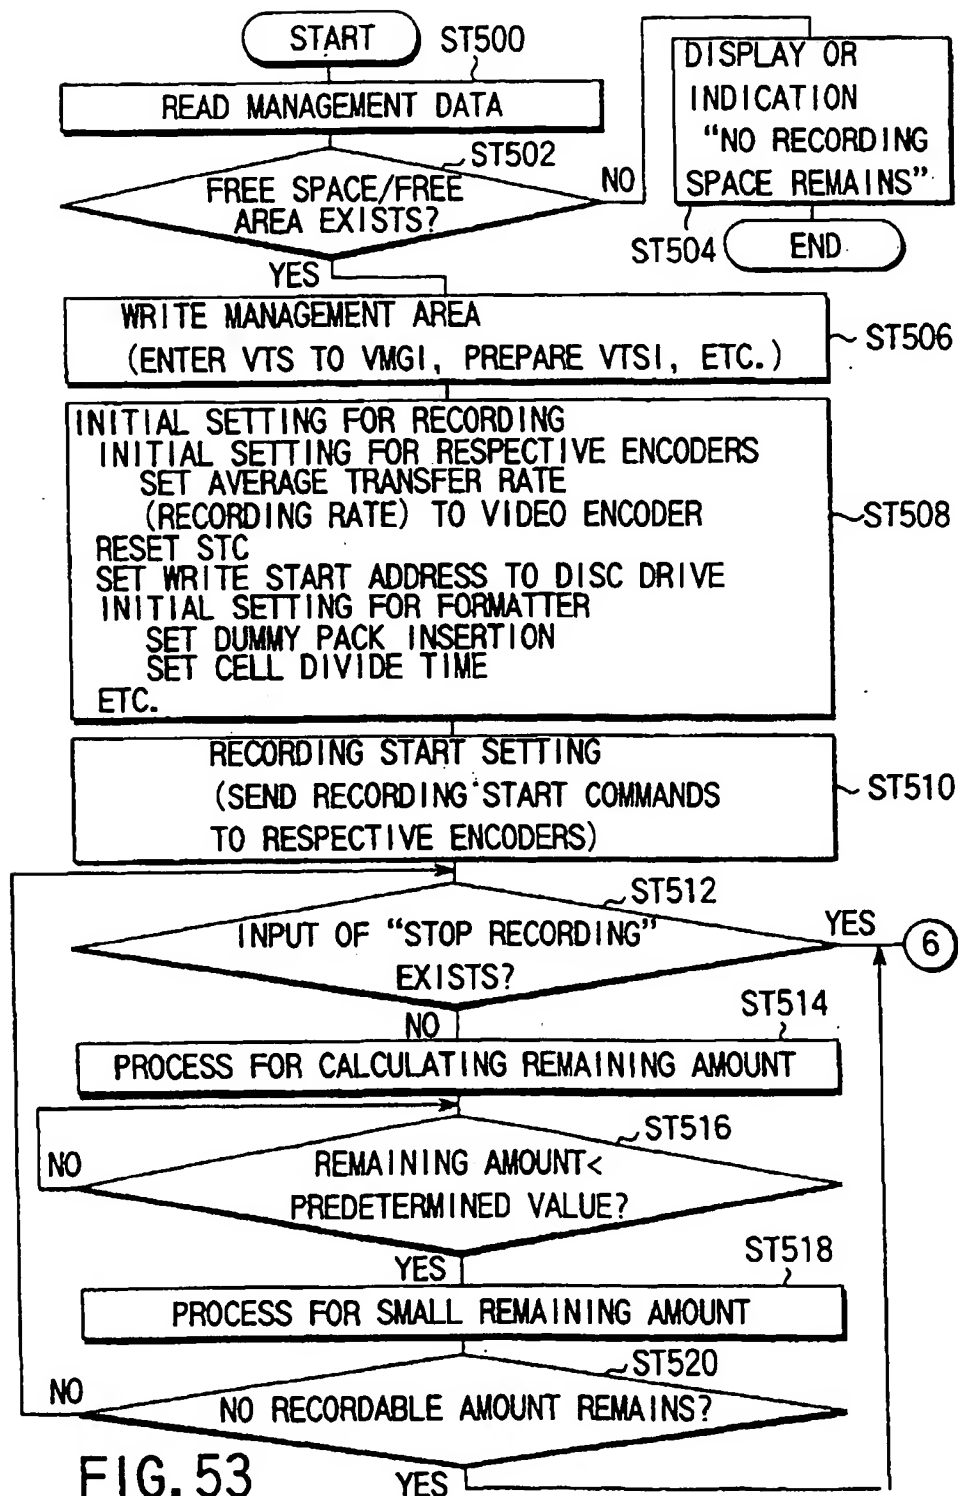 START
ST500
READ MANAGEMENT DATA
ST502
FREE SPACE/FREE
AREA EXISTS?
NO
DISPLAY OR
INDICATION
“NO RECORDING
SPACE REMAINS”
ST504
END
YES
WRITE MANAGEMENT AREA
(ENTER VTS TO VMGI, PREPARE VTSI, ETC.)
ST506
INITIAL SETTING FOR RECORDING
INITIAL SETTING FOR RESPECTIVE ENCODERS
SET AVERAGE TRANSFER RATE
(RECORDING RATE) TO VIDEO ENCODER
RESET STC
SET WRITE START ADDRESS TO DISC DRIVE
INITIAL SETTING FOR FORMATTER
SET DUMMY PACK INSERTION
SET CELL DIVIDE TIME
ETC.
ST508
RECORDING START SETTING
(SEND RECORDING START COMMANDS
TO RESPECTIVE ENCODERS)
ST510
ST512
INPUT OF “STOP RECORDING”
EXISTS?
YES
6
NO
ST514
PROCESS FOR CALCULATING REMAINING AMOUNT
ST516
NO
REMAINING AMOUNT<
PREDETERMINED VALUE?
YES
ST518
PROCESS FOR SMALL REMAINING AMOUNT
ST520
NO
NO RECORDABLE AMOUNT REMAINS?
YES
FIG.53